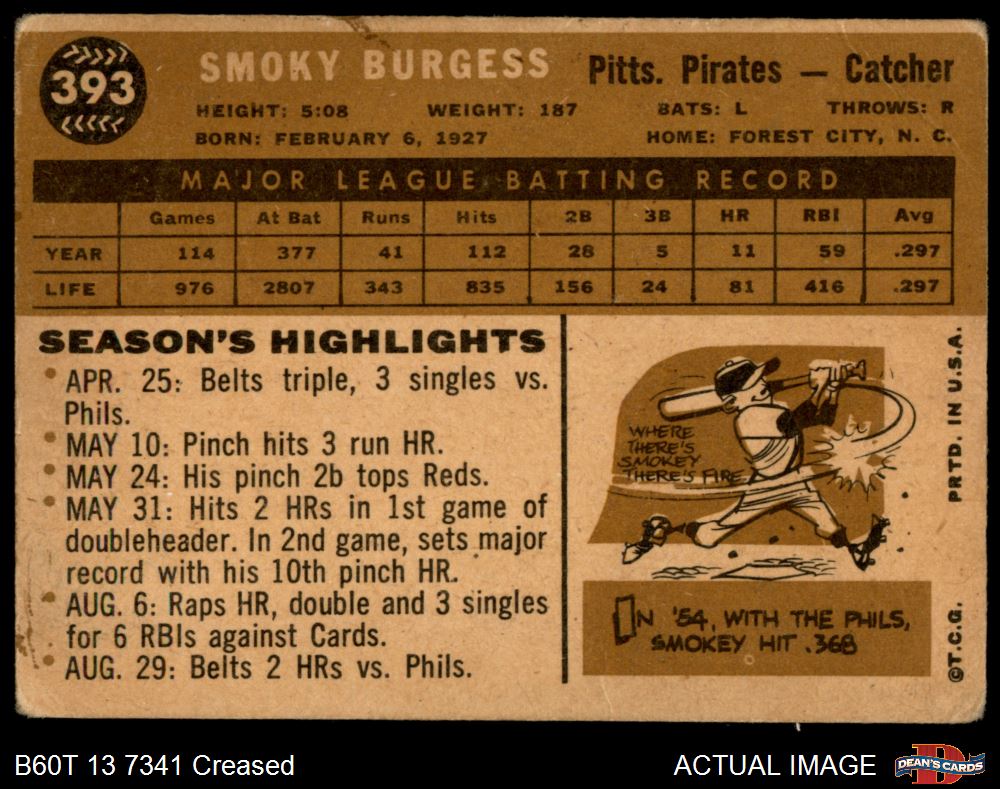 393
SMOKY BURGESS
Pitts. Pirates — Catcher
HEIGHT: 5:08 WEIGHT: 187 BATS: L THROWS: R
BORN: FEBRUARY 6, 1927 HOME: FOREST CITY, N. C.
MAJOR LEAGUE BATTING RECORD
Games At Bat Runs Hits 2B 3B HR RBI Avg
YEAR 114 377 41 112 28 5 11 59 .297
LIFE 976 2807 343 835 156 24 81 416 .297
SEASON'S HIGHLIGHTS
• APR. 25: Belts triple, 3 singles vs.
Phils.
• MAY 10: Pinch hits 3 run HR.
• MAY 24: His pinch 2b tops Reds.
• MAY 31: Hits 2 HRs in 1st game of
doubleheader. In 2nd game, sets major
record with his 10th pinch HR.
• AUG. 6: Raps HR, double and 3 singles
for 6 RBIs against Cards.
• AUG. 29: Belts 2 HRs vs. Phils.
WHERE
THERE'S
SMOKEY
THERE'S FIRE
IN '54, WITH THE PHILS,
SMOKEY HIT .368
PRTD. IN U.S.A.
©T.C.G.
B60T 13 7341 Creased
ACTUAL IMAGE
D
DEAN'S CARDS